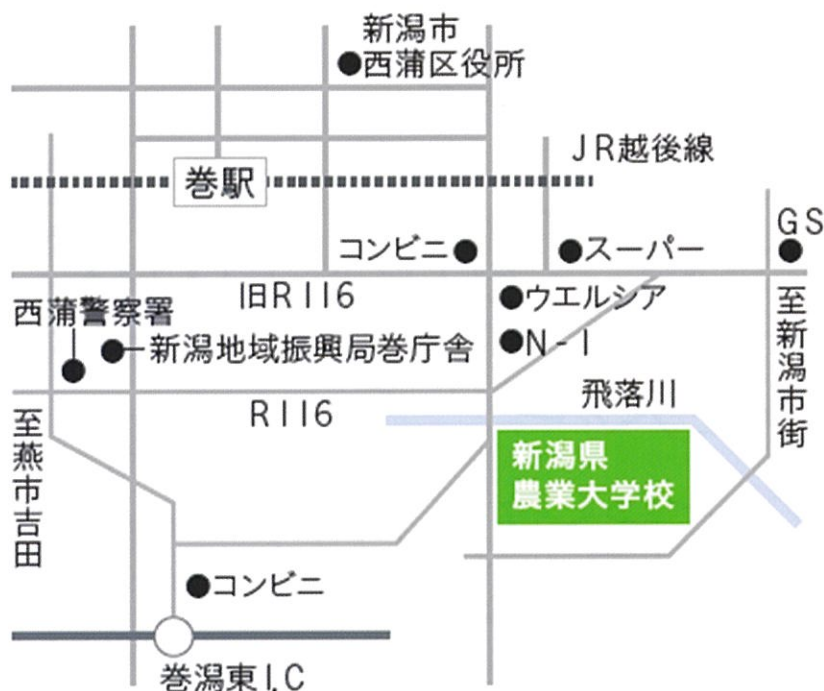 新潟市
西蒲区役所
JR越後線
巻駅
GS
コンビニ
スーパー
旧R116
ウエルシア
西蒲警察署
新潟地域振興局巻庁舎
N-1
至新潟市街
R116
飛落川
至燕市吉田
新潟県
農業大学校
コンビニ
巻潟東I,C